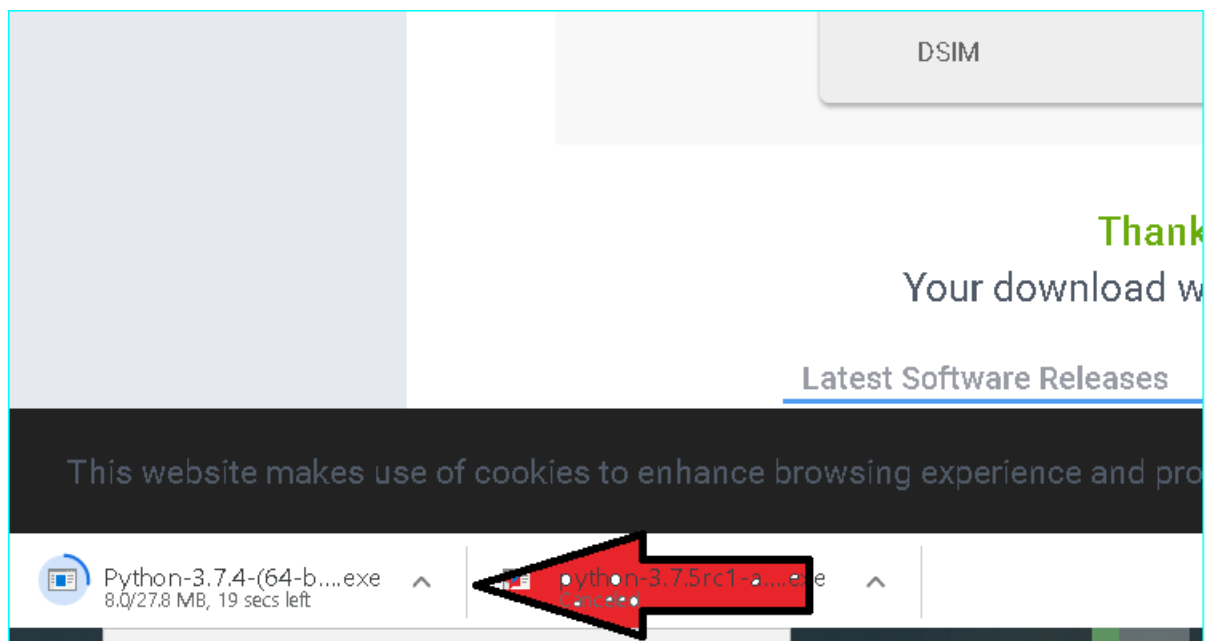 DSIM
Thank
Your download w
Latest Software Releases
This website makes use of cookies to enhance browsing experience and pro
Python-3.7.4-(64-b....exe
8.0/27.8 MB, 19 secs left
python-3.7.5rc1-a....exe
Canceled